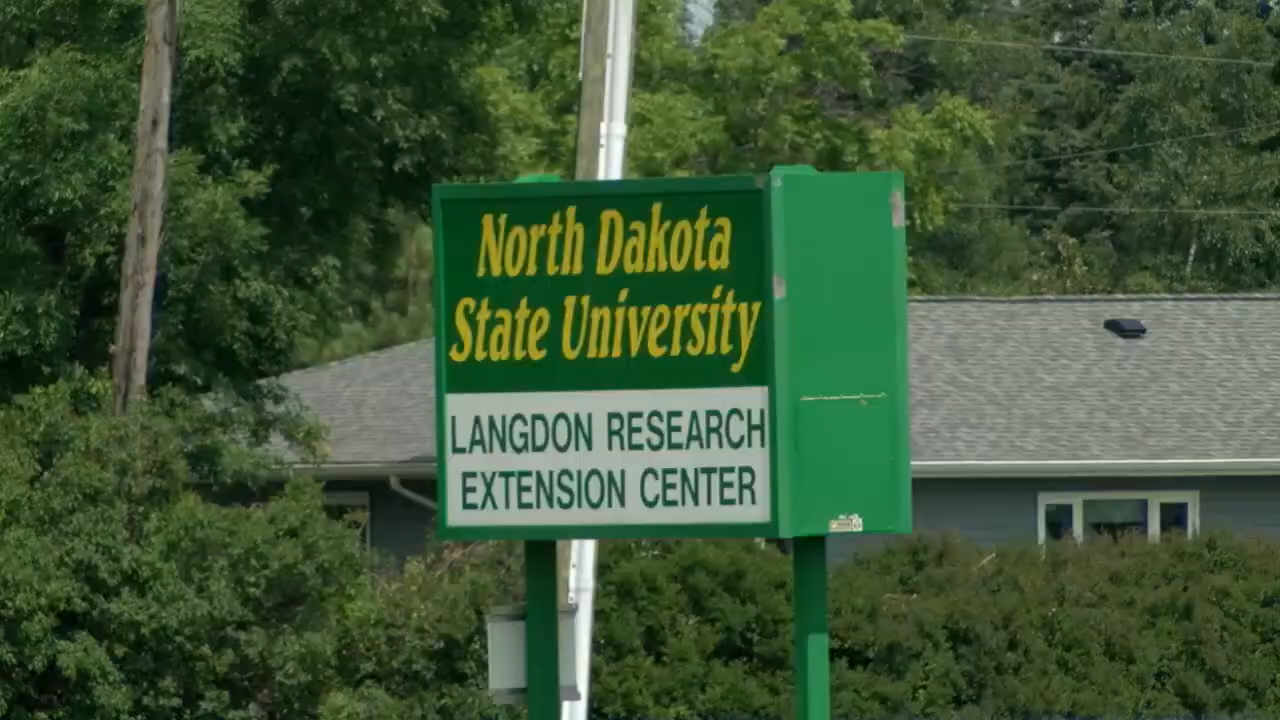 North Dakota
State University
LANGDON RESEARCH
EXTENSION CENTER